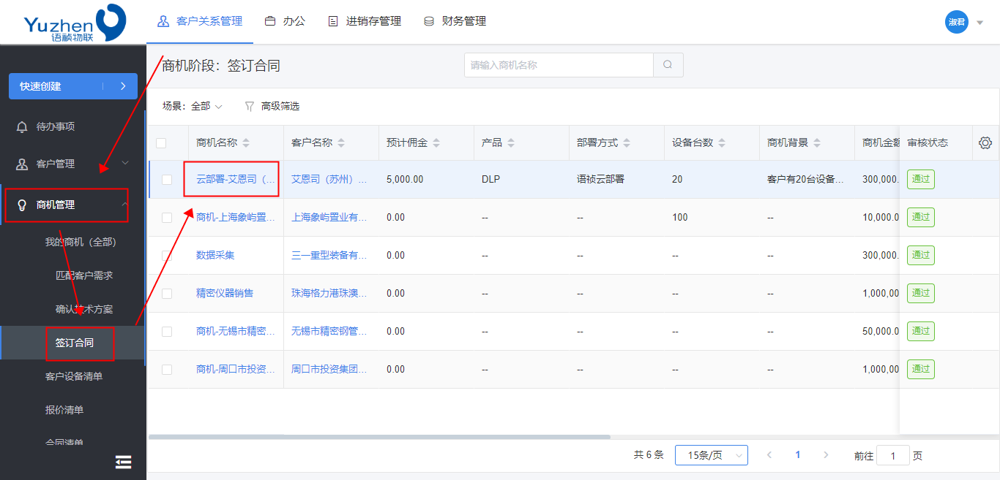 Yuzhen
语祯物联
客户关系管理 办公 进销存管理 财务管理
淑君
快速创建
待办事项
客户管理
商机管理
我的商机（全部）
匹配客户需求
确认技术方案
签订合同
客户设备清单
报价清单
合同清单
商机阶段：签订合同
请输入商机名称
场景：全部 高级筛选
商机名称 客户名称 预计佣金 产品 部署方式 设备台数 商机背景 商机金额 审核状态
云部署-艾恩司（... 艾恩司（苏州）... 5,000.00 DLP 语祯云部署 20 客户有20台设备... 300,000. 通过
商机-上海象屿置... 上海象屿置业有... 0.00 -- -- 100 -- 10,000.0 通过
数据采集 三一重型装备有... 0.00 -- -- -- -- 300,000. 通过
精密仪器销售 珠海格力港珠澳... 0.00 -- -- -- -- 1,000,00 通过
商机-无锡市精密... 无锡市精密钢管... 0.00 -- -- -- -- 50,000.0 通过
商机-周口市投资... 周口市投资集团... 0.00 -- -- -- -- 1,000,00 通过
共 6 条 15条/页 1 前往 1 页